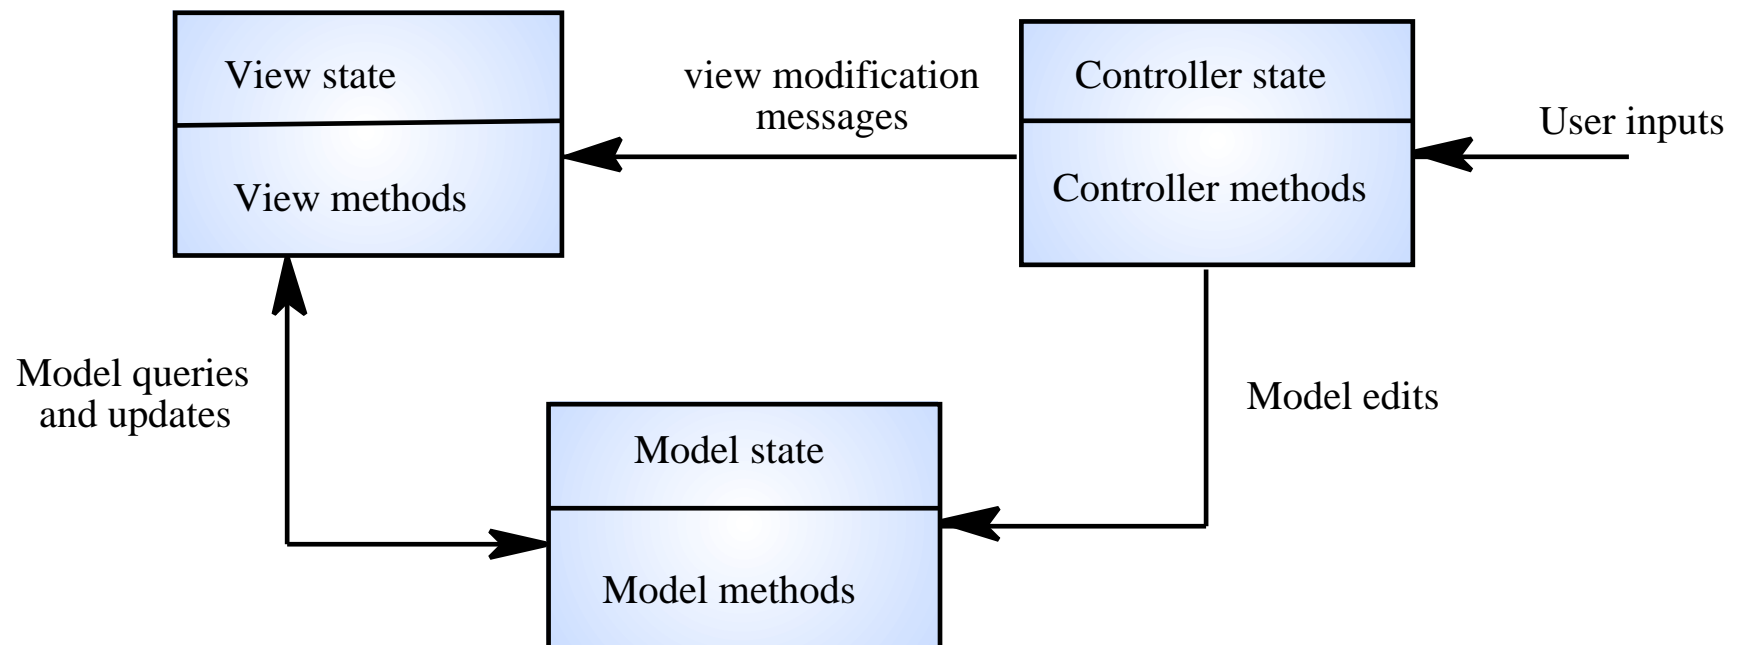 View state
view modification
messages
Controller state
User inputs
View methods
Controller methods
Model queries
and updates
Model edits
Model state
Model methods